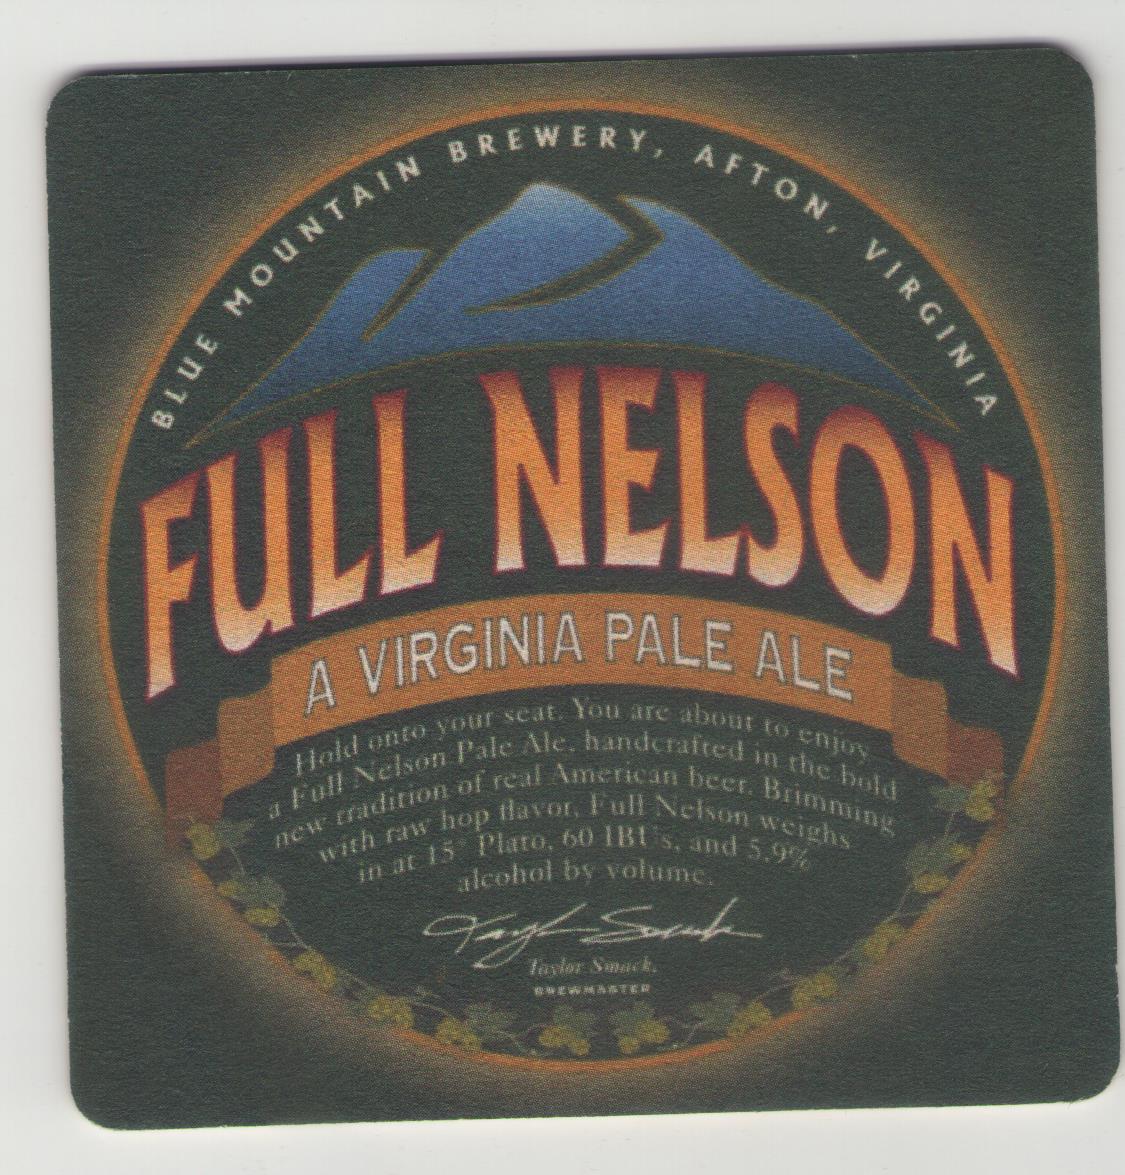 BLUE MOUNTAIN BREWERY, AFTON, VIRGINIA
FULL NELSON
A VIRGINIA PALE ALE
Hold onto your seat. You are about to enjoy
a Full Nelson Pale Ale, handcrafted in the bold
new tradition of real American beer. Brimming
with raw hop flavor, Full Nelson weighs
in at 15° Plato, 60 IBU's, and 5.9%
alcohol by volume.
Taylor Smack
Taylor Smack,
BREWMASTER